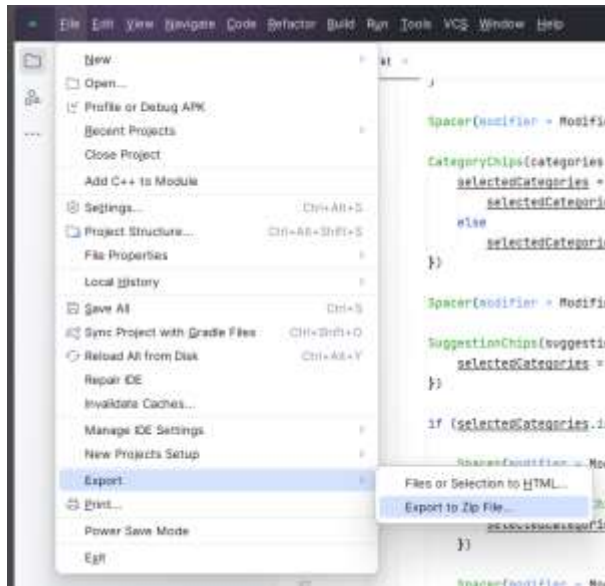 File Edit View Navigate Code Refactor Build Run Tools VCS Window Help
New
Open...
Profile or Debug APK
Recent Projects
Close Project
Add C++ to Module
Settings... Ctrl+Alt+S
Project Structure... Ctrl+Alt+Shift+S
File Properties
Local History
Save All Ctrl+S
Sync Project with Gradle Files Ctrl+Shift+O
Reload All from Disk Ctrl+Alt+Y
Repair IDE
Invalidate Caches...
Manage IDE Settings
New Projects Setup
Export
Print...
Power Save Mode
Exit
Files or Selection to HTML...
Export to Zip File...
kt
}
Spacer(modifier = Modifi
CategoryChips(categories
selectedCategories =
selectedCategori
else
selectedCategori
})
Spacer(modifier = Modifi
SuggestionChips(suggesti
selectedCategories =
})
if (selectedCategories.i
Spacer(modifier = Mo
selectedCategori
})
Spacer(modifier = Mo